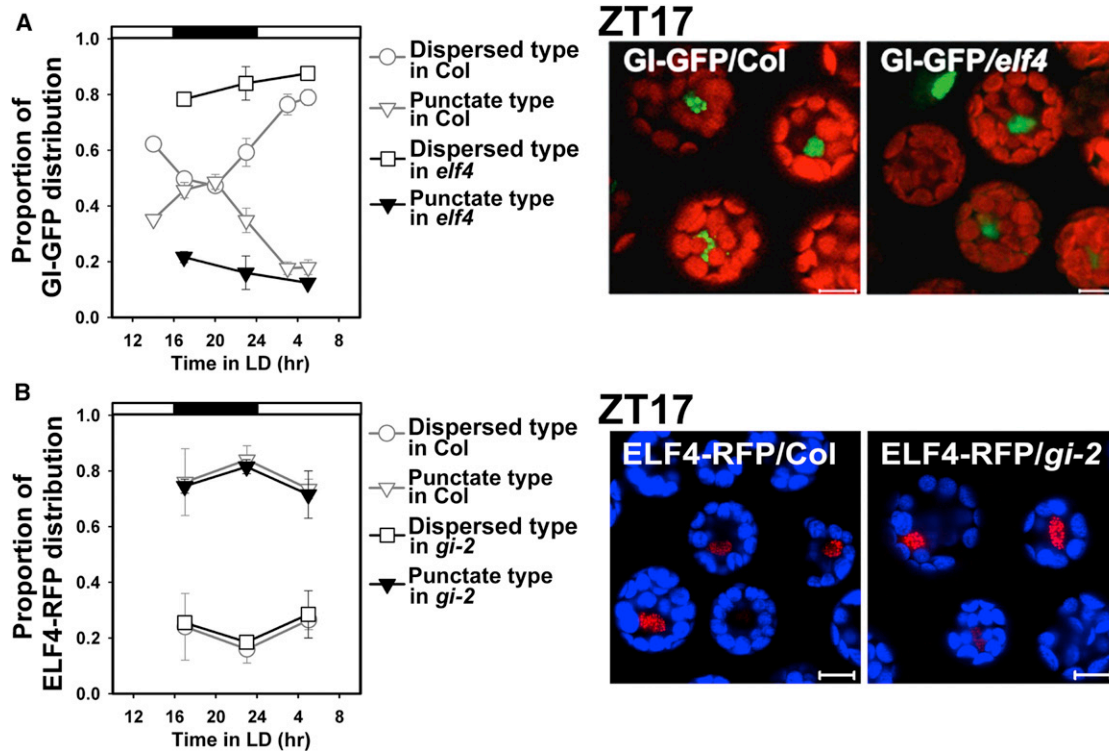 A
Proportion of
GI-GFP distribution
1.0
0.8
0.6
0.4
0.2
0.0
12 16 20 24 4 8
Time in LD (hr)
Dispersed type
in Col
Punctate type
in Col
Dispersed type
in elf4
Punctate type
in elf4
ZT17
GI-GFP/Col
GI-GFP/elf4
B
Proportion of
ELF4-RFP distribution
1.0
0.8
0.6
0.4
0.2
0.0
12 16 20 24 4 8
Time in LD (hr)
Dispersed type
in Col
Punctate type
in Col
Dispersed type
in gi-2
Punctate type
in gi-2
ZT17
ELF4-RFP/Col
ELF4-RFP/gi-2